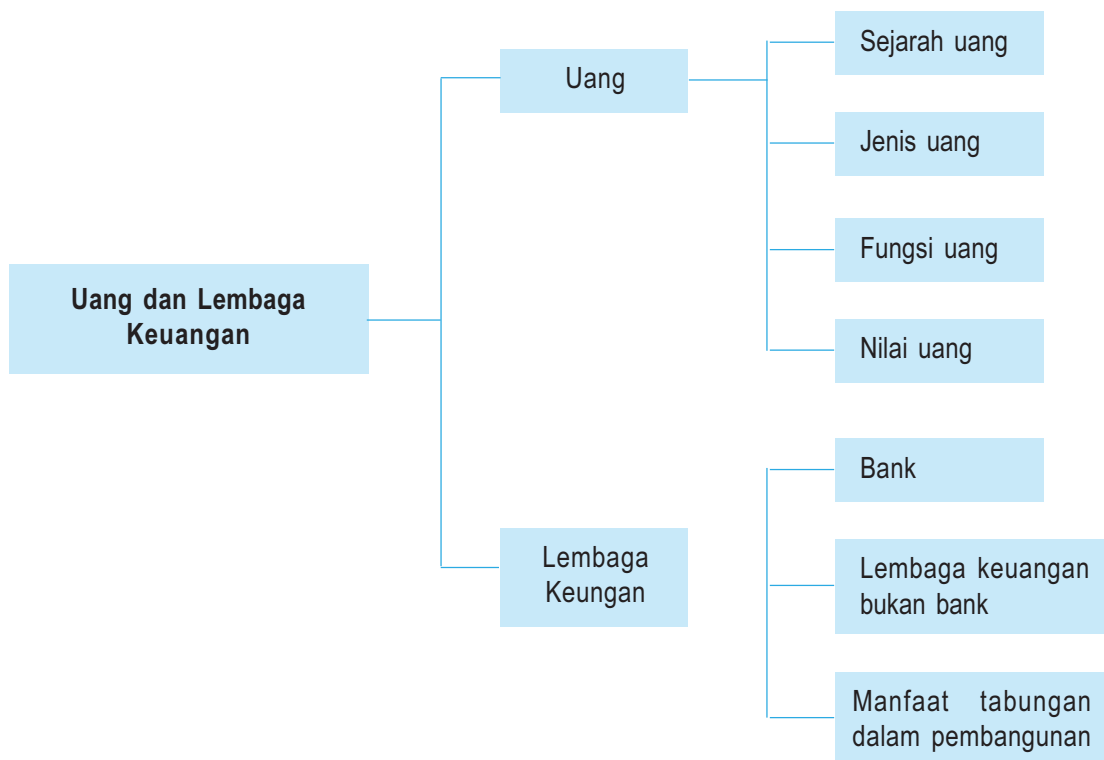 Uang dan Lembaga
Keuangan
Uang
Sejarah uang
Jenis uang
Fungsi uang
Nilai uang
Lembaga
Keungan
Bank
Lembaga keuangan
bukan bank
Manfaat tabungan
dalam pembangunan